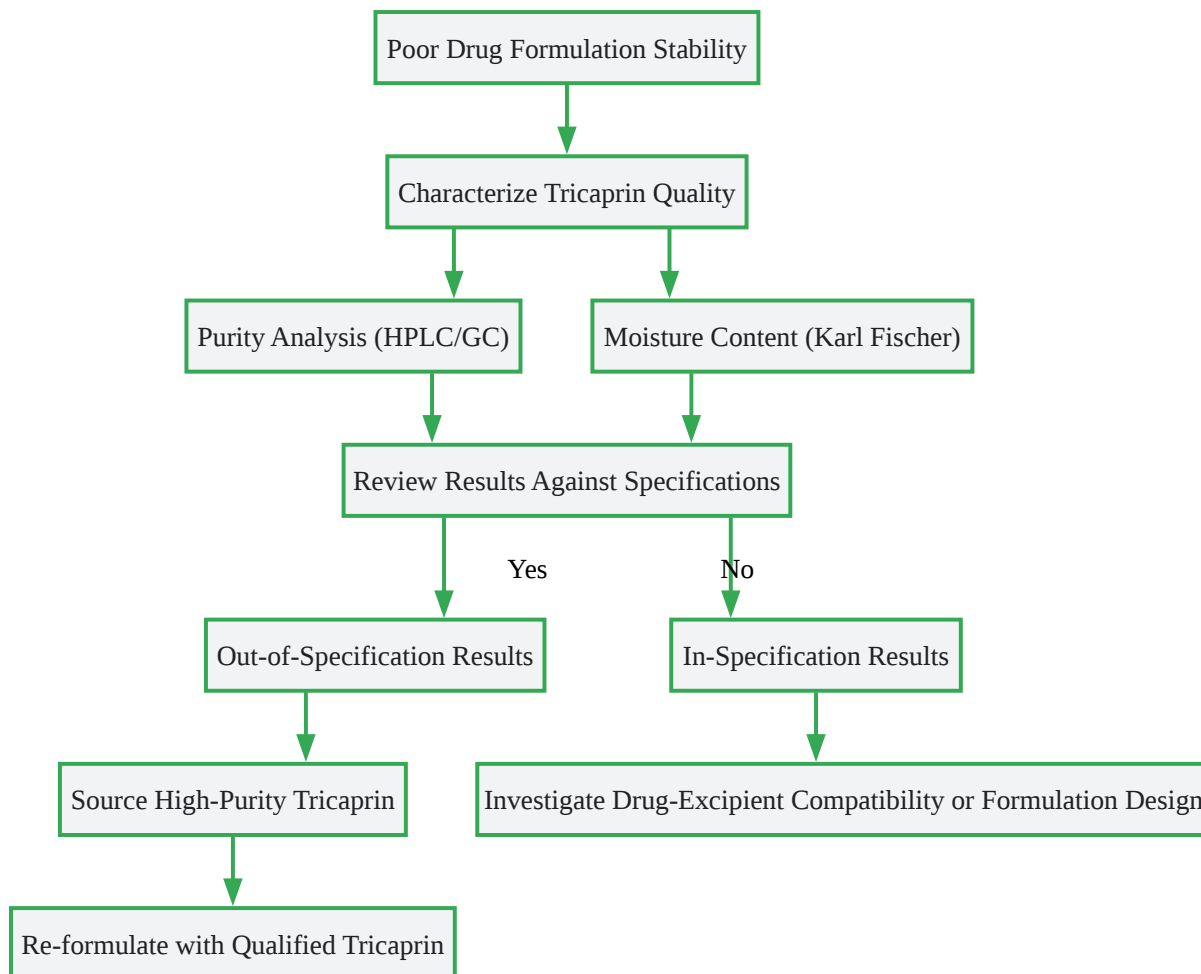 Poor Drug Formulation Stability
Characterize Tricaprin Quality
Purity Analysis (HPLC/GC)
Moisture Content (Karl Fischer)
Review Results Against Specifications
Yes
No
Out-of-Specification Results
In-Specification Results
Source High-Purity Tricaprin
Investigate Drug-Excipient Compatibility or Formulation Design
Re-formulate with Qualified Tricaprin